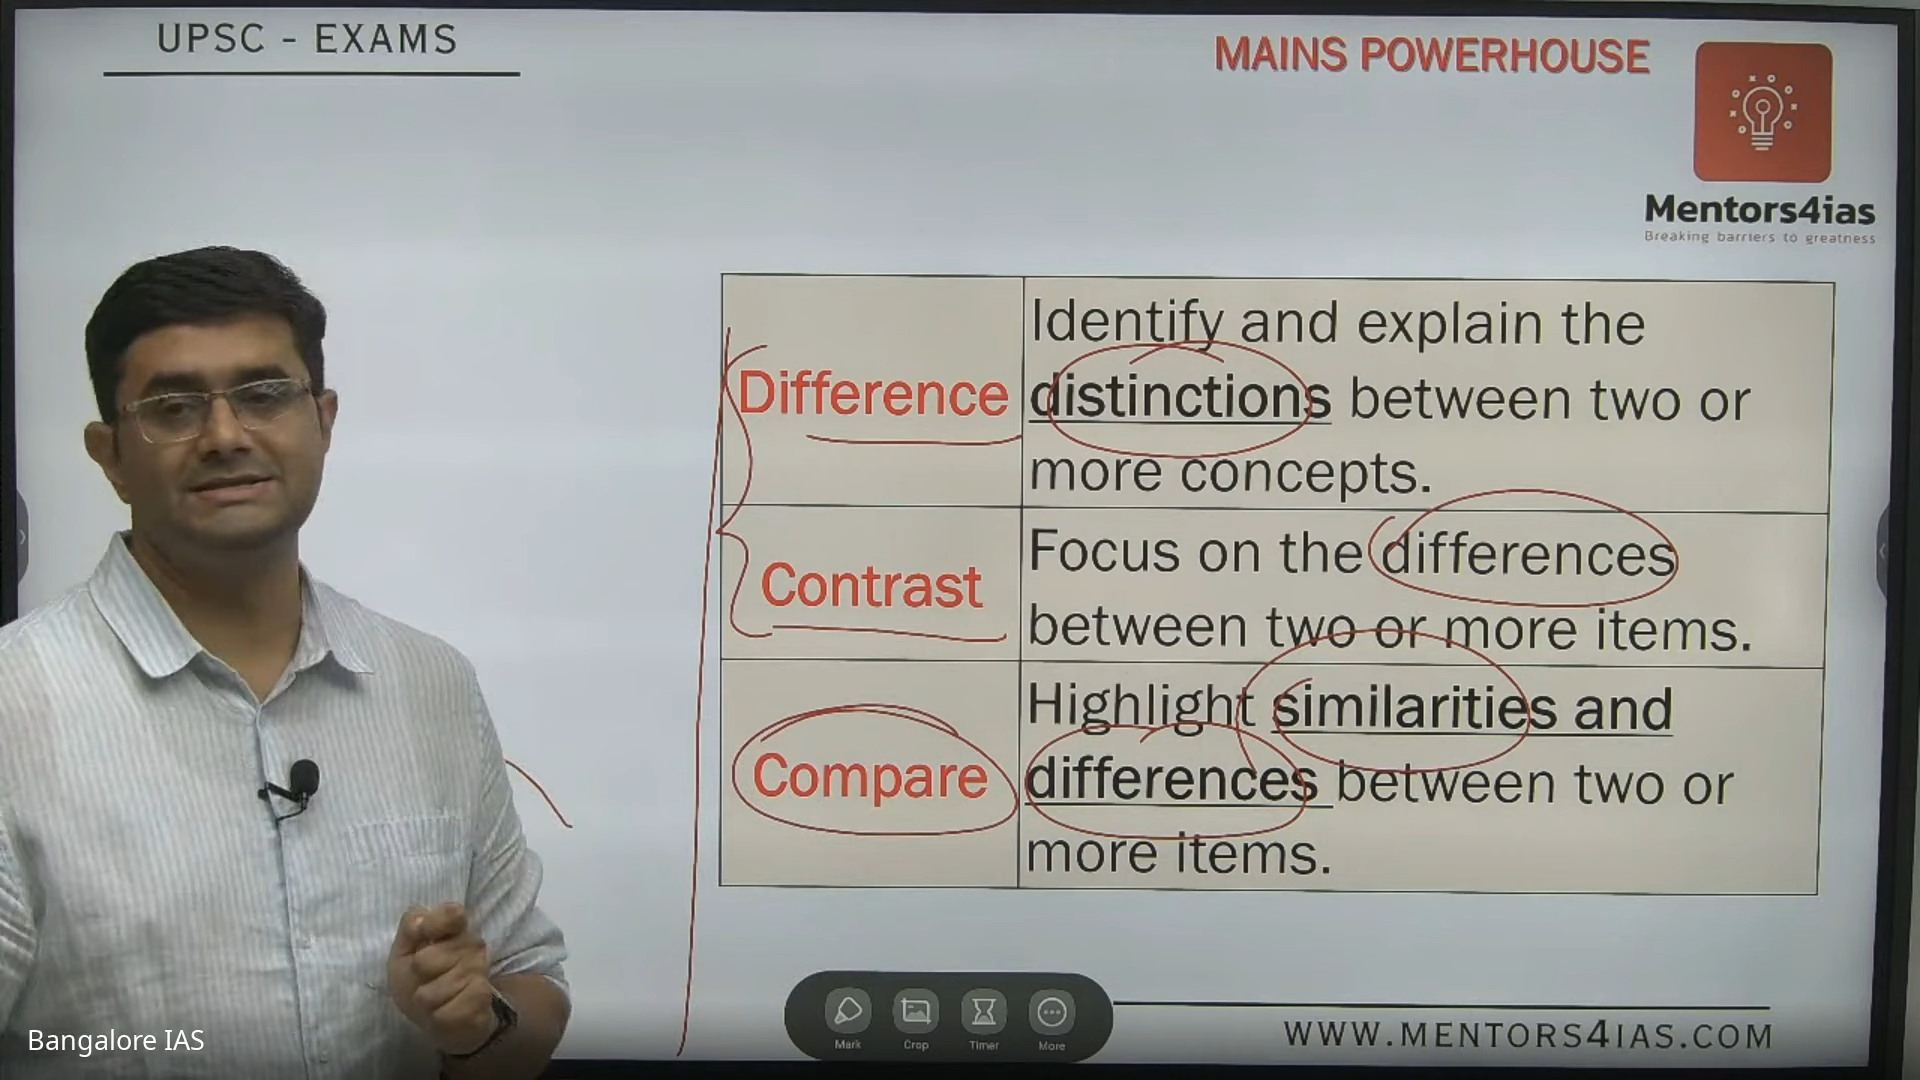 UPSC - EXAMS
MAINS POWERHOUSE
Mentors4ias
Breaking barriers to greatness
Difference
Identify and explain the
distinctions between two or
more concepts.
Contrast
Focus on the differences
between two or more items.
Compare
Highlight similarities and
differences between two or
more items.
Mark
Crop
Timer
More
WWW.MENTORS4IAS.COM
Bangalore IAS